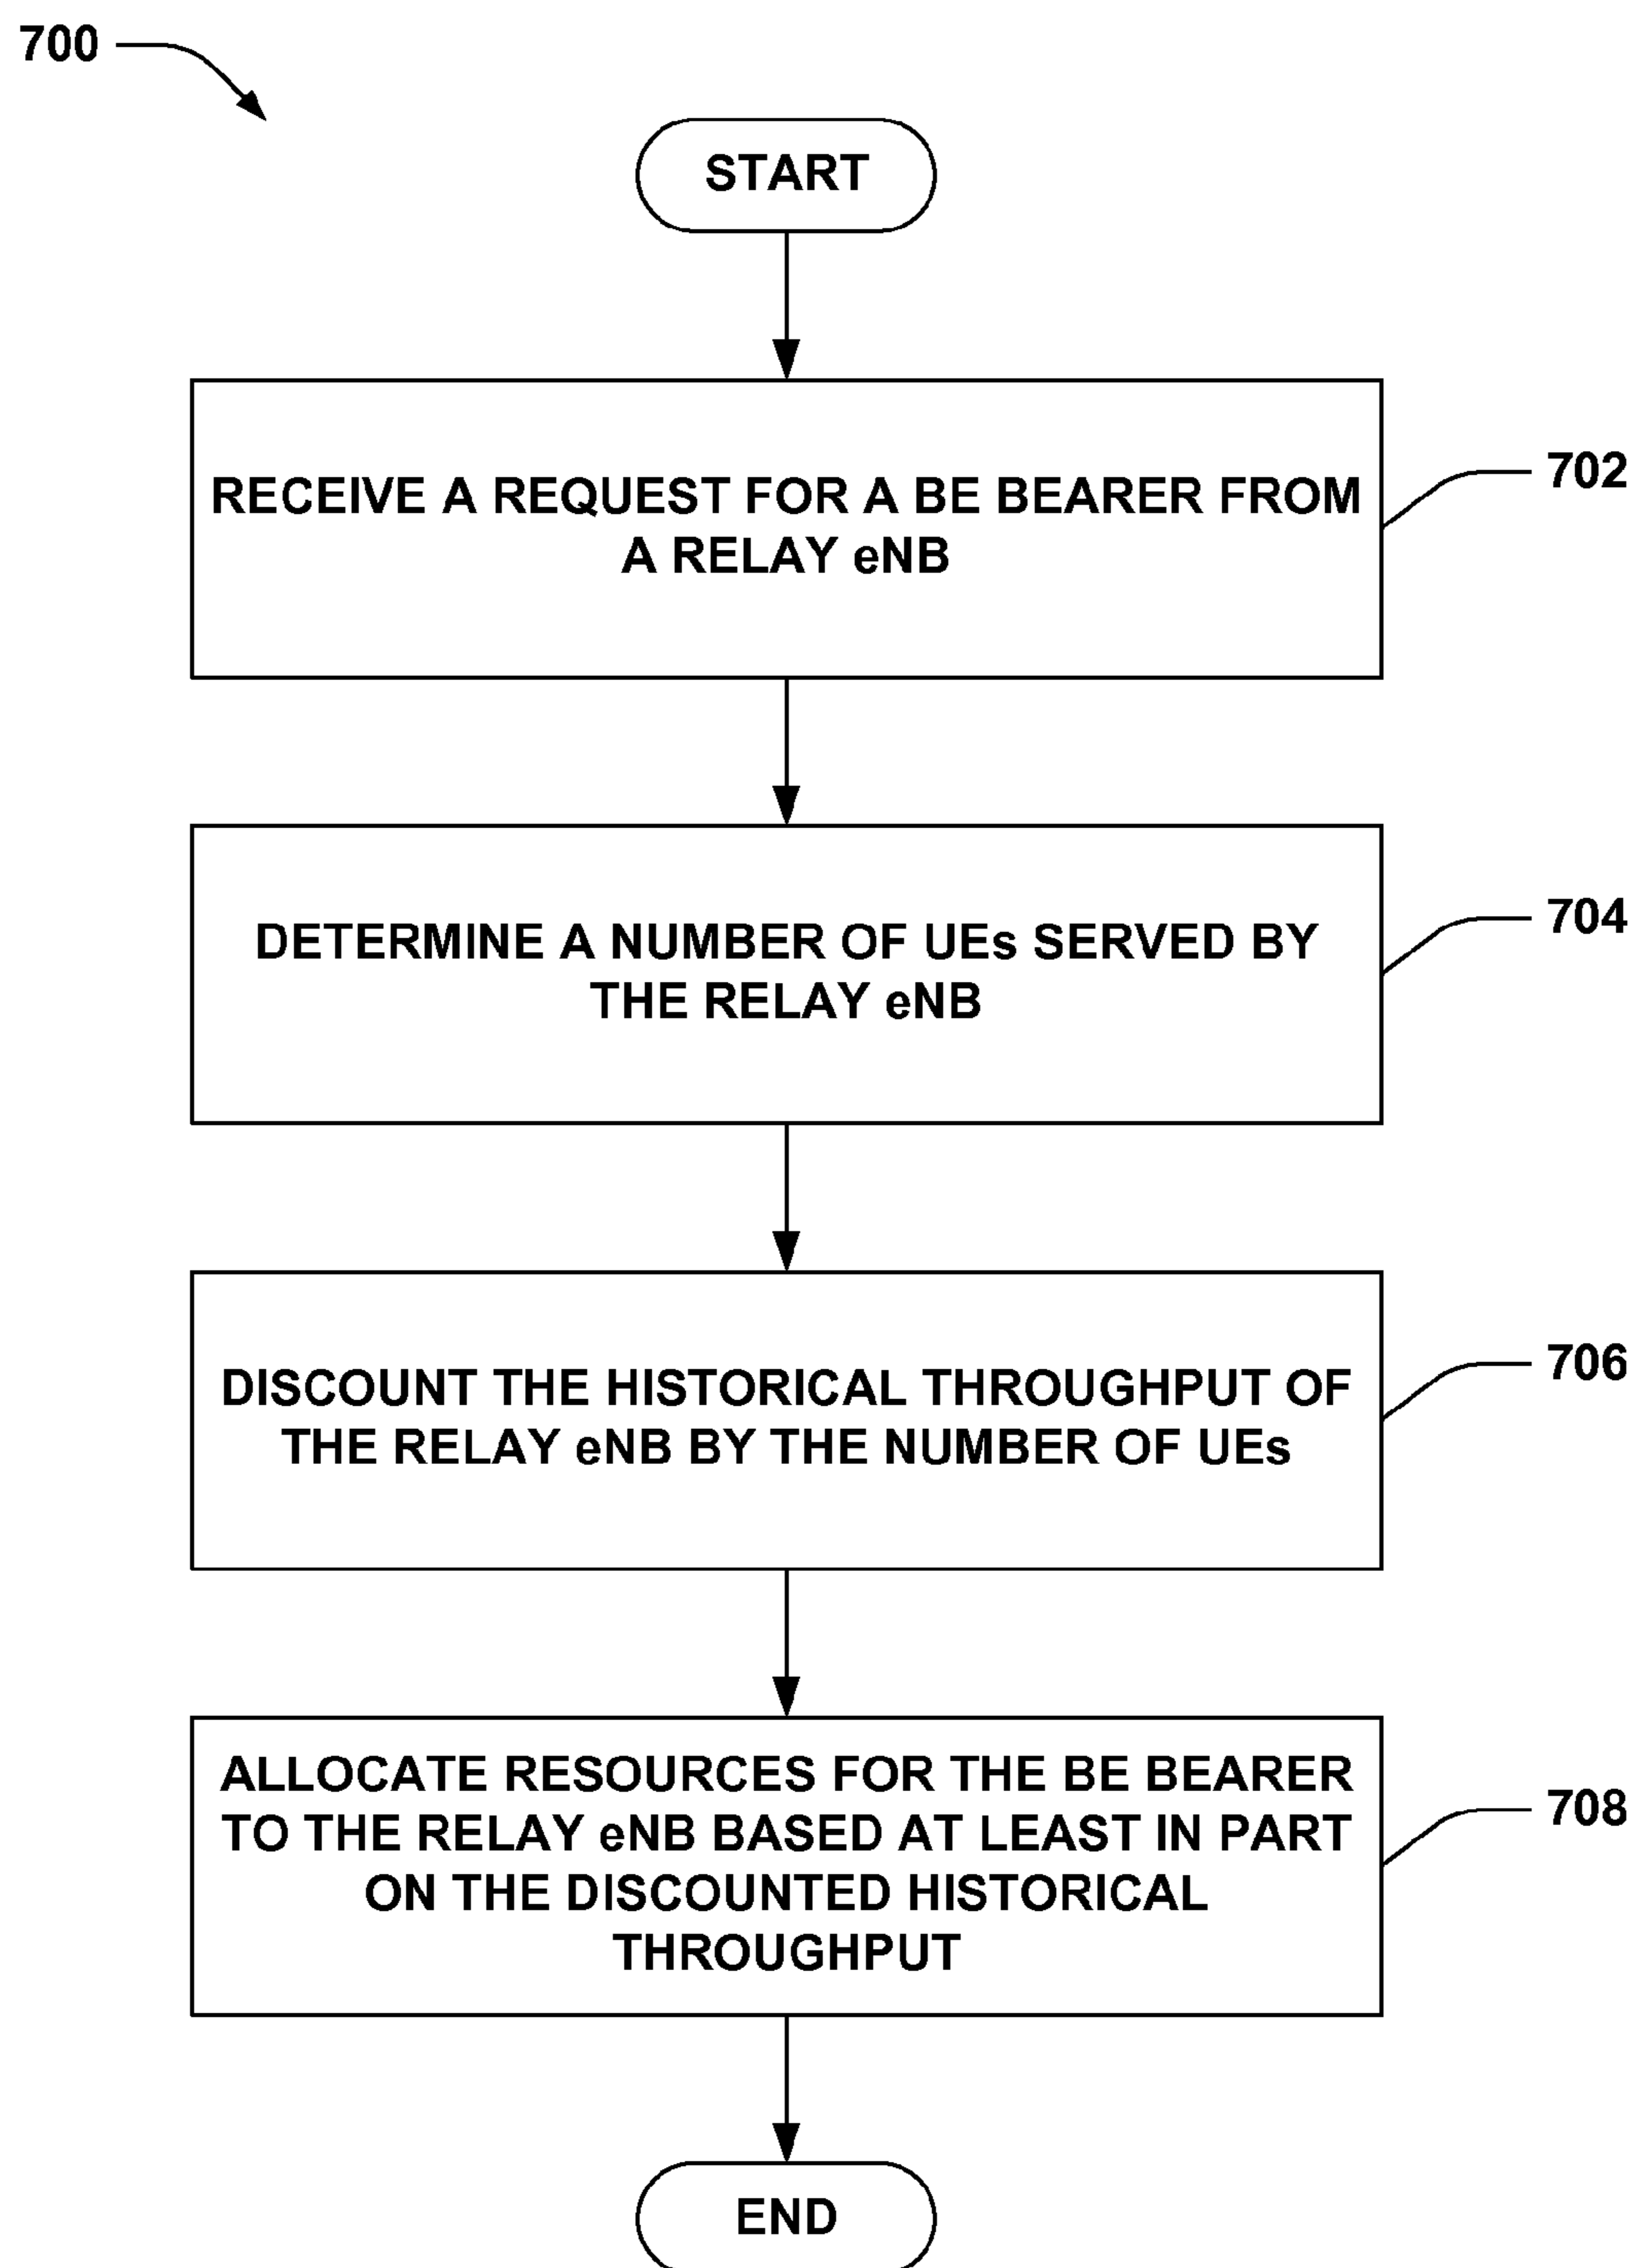 700
START
RECEIVE A REQUEST FOR A BE BEARER FROM
A RELAY eNB
702
DETERMINE A NUMBER OF UEs SERVED BY
THE RELAY eNB
704
DISCOUNT THE HISTORICAL THROUGHPUT OF
THE RELAY eNB BY THE NUMBER OF UEs
706
ALLOCATE RESOURCES FOR THE BE BEARER
TO THE RELAY eNB BASED AT LEAST IN PART
ON THE DISCOUNTED HISTORICAL
THROUGHPUT
708
END